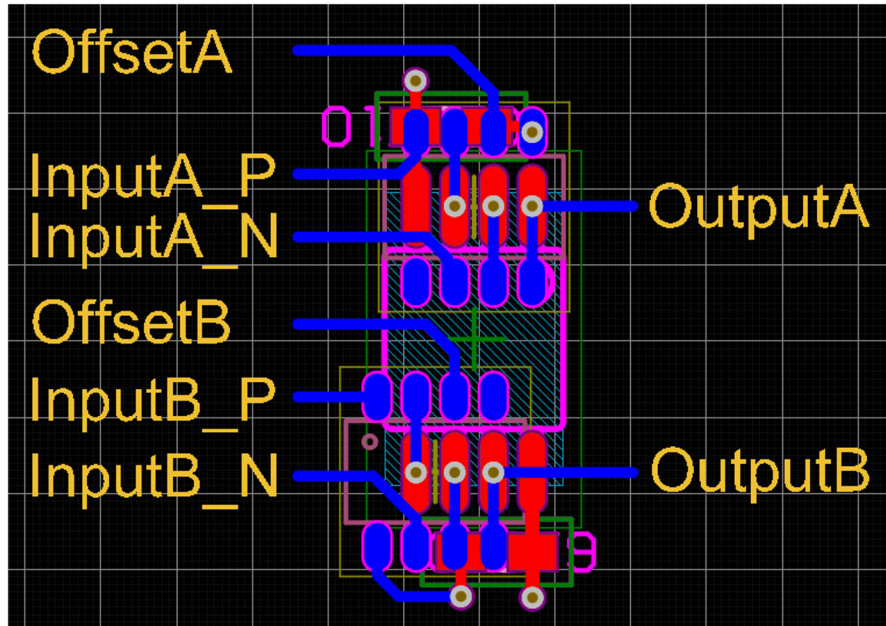 OffsetA
InputA_P
InputA_N
OutputA
OffsetB
InputB_P
InputB_N
OutputB